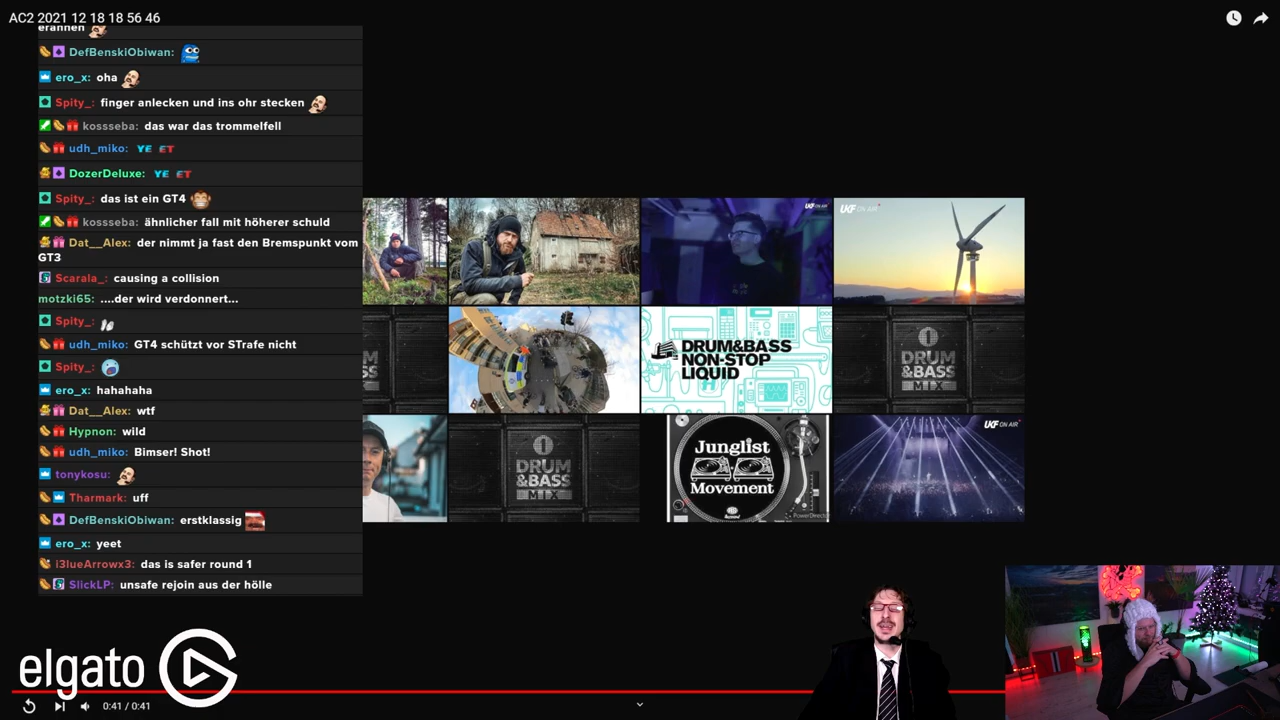 AC2 2021 12 18 18 56 46
erahnen
DefBenskiObiwan:
ero_x: oha
Spity_: finger anlecken und ins ohr stecken
kossseba: das war das trommelfell
udh_miko: YE ET
DozerDeluxe: YE ET
Spity_: das ist ein GT4
kossseba: ähnlicher fall mit höherer schuld
Dat__Alex: der nimmt ja fast den Bremspunkt vom
GT3
Scarala_: causing a collision
motzki65: ....der wird verdonnert...
Spity_:
udh_miko: GT4 schützt vor STrafe nicht
Spity_:
ero_x: hahahaha
Dat__Alex: wtf
Hypnon: wild
udh_miko: Bimser! Shot!
tonykosu:
Tharmark: uff
DefBenskiObiwan: erstklassig
ero_x: yeet
i3lueArrowx3: das is safer round 1
SlickLP: unsafe rejoin aus der hölle
UKF ON AIR
UKF ON AIR
DRUM&BASS
NON-STOP
LIQUID
DRUM
&BASS
MIX
DRUM
&BASS
MIX
Junglist
Movement
PowerDirector
UKF ON AIR
elgato
0:41 / 0:41